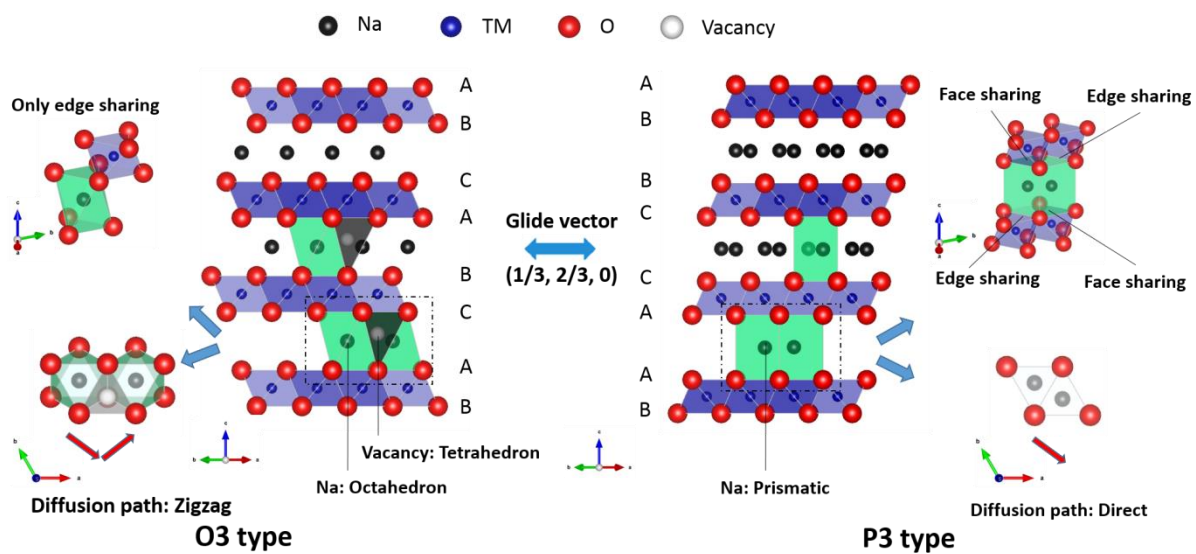 Na TM O Vacancy
Only edge sharing
c
b
a
A
B
C
A
B
C
A
B
Glide vector
(1/3, 2/3, 0)
A
B
B
C
C
A
A
B
Face sharing
Edge sharing
c
b
a
Edge sharing
Face sharing
b
a
Diffusion path: Zigzag
c
b
a
Vacancy: Tetrahedron
Na: Octahedron
O3 type
c
b
a
Na: Prismatic
b
a
Diffusion path: Direct
P3 type